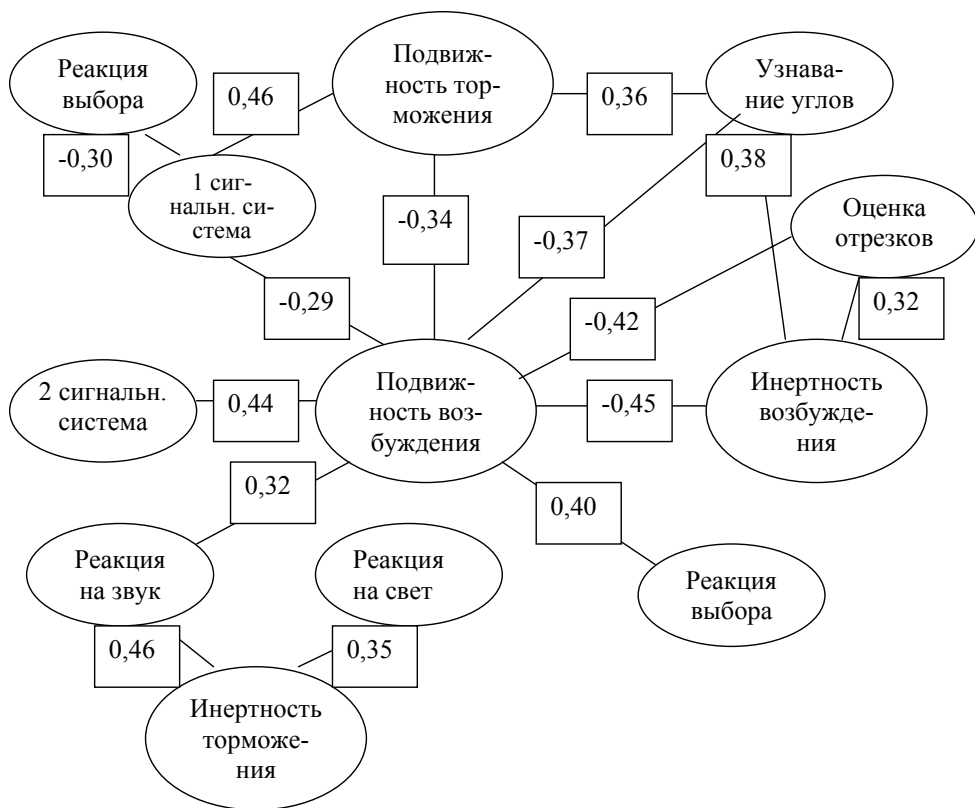 Реакция
выбора
0,46
Подвиж-
ность тор-
можения
0,36
Узнава-
ние углов
-0,30
1 сиг-
нальн. си-
стема
0,38
-0,34
-0,37
Оценка
отрезков
-0,29
-0,42
0,32
2 сигнальн.
система
0,44
Подвиж-
ность воз-
буждения
-0,45
Инертность
возбужде-
ния
0,32
0,40
Реакция
на звук
Реакция
на свет
Реакция
выбора
0,46
0,35
Инертность
торможе-
ния